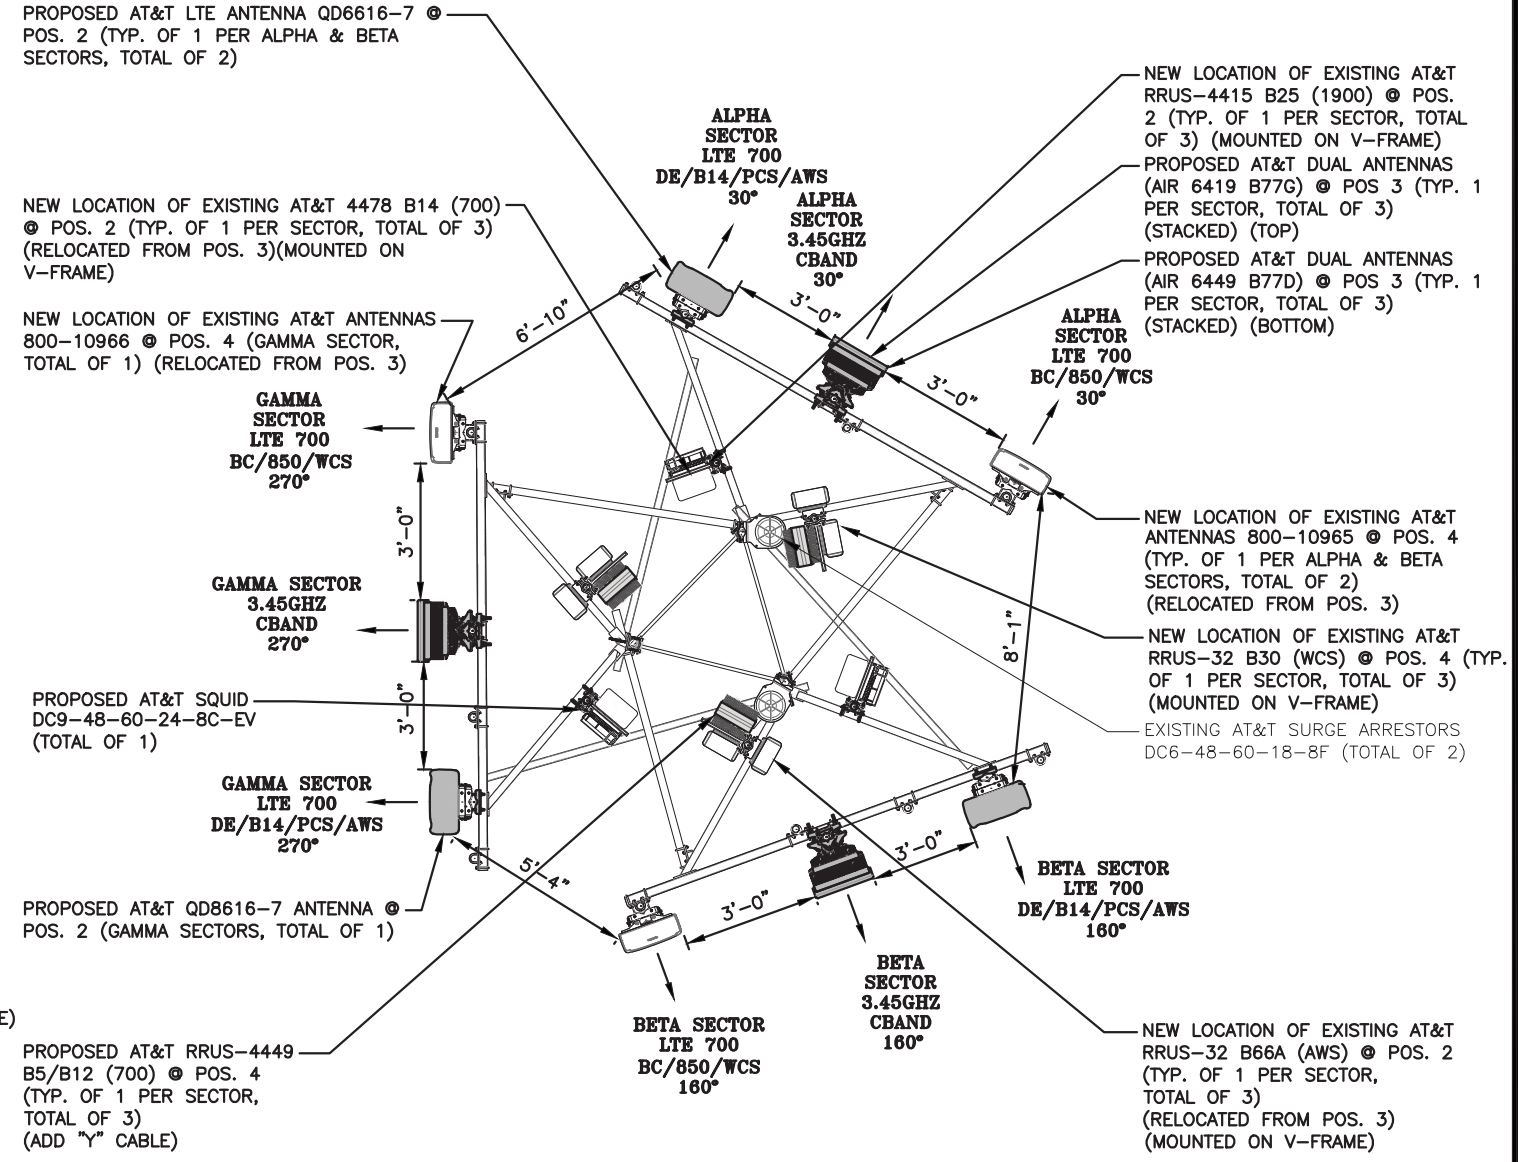 PROPOSED AT&T LTE ANTENNA QD6616-7 @
POS. 2 (TYP. OF 1 PER ALPHA & BETA
SECTORS, TOTAL OF 2)
NEW LOCATION OF EXISTING AT&T 4478 B14 (700)
@ POS. 2 (TYP. OF 1 PER SECTOR, TOTAL OF 3)
(RELOCATED FROM POS. 3)(MOUNTED ON
V-FRAME)
NEW LOCATION OF EXISTING AT&T ANTENNAS
800-10966 @ POS. 4 (GAMMA SECTOR,
TOTAL OF 1) (RELOCATED FROM POS. 3)
ALPHA
SECTOR
LTE 700
DE/B14/PCS/AWS
30°
ALPHA
SECTOR
3.45GHZ
CBAND
30°
NEW LOCATION OF EXISTING AT&T
RRUS-4415 B25 (1900) @ POS.
2 (TYP. OF 1 PER SECTOR, TOTAL
OF 3) (MOUNTED ON V-FRAME)
PROPOSED AT&T DUAL ANTENNAS
(AIR 6419 B77G) @ POS 3 (TYP. 1
PER SECTOR, TOTAL OF 3)
(STACKED) (TOP)
PROPOSED AT&T DUAL ANTENNAS
(AIR 6449 B77D) @ POS 3 (TYP. 1
PER SECTOR, TOTAL OF 3)
(STACKED) (BOTTOM)
ALPHA
SECTOR
LTE 700
BC/850/WCS
30°
6'-10"
3'-0"
3'-0"
GAMMA
SECTOR
LTE 700
BC/850/WCS
270°
3'-0"
GAMMA SECTOR
3.45GHZ
CBAND
270°
3'-0"
8'-1"
NEW LOCATION OF EXISTING AT&T
ANTENNAS 800-10965 @ POS. 4
(TYP. OF 1 PER ALPHA & BETA
SECTORS, TOTAL OF 2)
(RELOCATED FROM POS. 3)
NEW LOCATION OF EXISTING AT&T
RRUS-32 B30 (WCS) @ POS. 4 (TYP.
OF 1 PER SECTOR, TOTAL OF 3)
(MOUNTED ON V-FRAME)
EXISTING AT&T SURGE ARRESTORS
DC6-48-60-18-8F (TOTAL OF 2)
PROPOSED AT&T SQUID
DC9-48-60-24-8C-EV
(TOTAL OF 1)
GAMMA SECTOR
LTE 700
DE/B14/PCS/AWS
270°
5'-4"
3'-0"
3'-0"
PROPOSED AT&T QD8616-7 ANTENNA @
POS. 2 (GAMMA SECTORS, TOTAL OF 1)
BETA SECTOR
LTE 700
DE/B14/PCS/AWS
160°
BETA
SECTOR
3.45GHZ
CBAND
160°
BETA SECTOR
LTE 700
BC/850/WCS
160°
E)
PROPOSED AT&T RRUS-4449
B5/B12 (700) @ POS. 4
(TYP. OF 1 PER SECTOR,
TOTAL OF 3)
(ADD "Y" CABLE)
NEW LOCATION OF EXISTING AT&T
RRUS-32 B66A (AWS) @ POS. 2
(TYP. OF 1 PER SECTOR,
TOTAL OF 3)
(RELOCATED FROM POS. 3)
(MOUNTED ON V-FRAME)